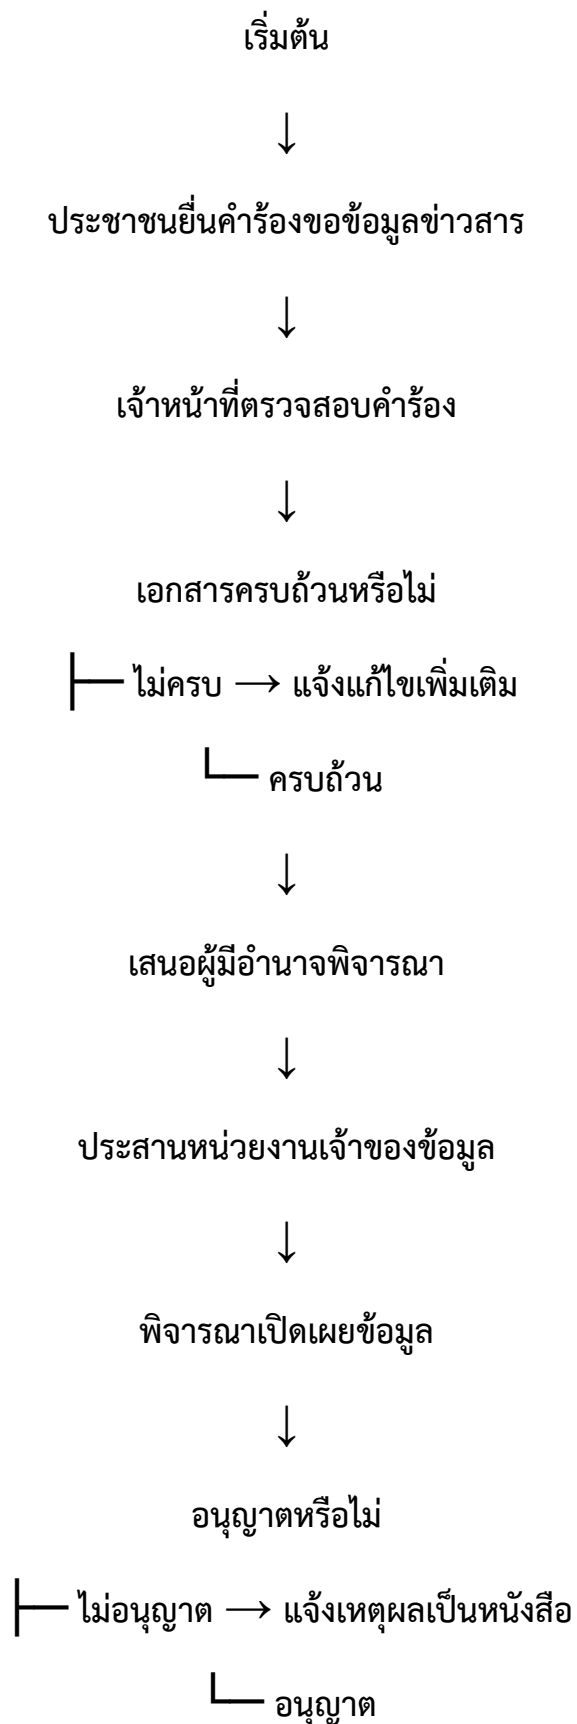 เริ่มต้น
↓
ประชาชนยื่นคำร้องขอข้อมูลข่าวสาร
↓
เจ้าหน้าที่ตรวจสอบคำร้อง
↓
เอกสารครบถ้วนหรือไม่
├─ ไม่ครบ → แจ้งแก้ไขเพิ่มเติม
└─ ครบถ้วน
↓
เสนอผู้มีอำนาจพิจารณา
↓
ประสานหน่วยงานเจ้าของข้อมูล
↓
พิจารณาเปิดเผยข้อมูล
↓
อนุญาตหรือไม่
├─ ไม่อนุญาต → แจ้งเหตุผลเป็นหนังสือ
└─ อนุญาต